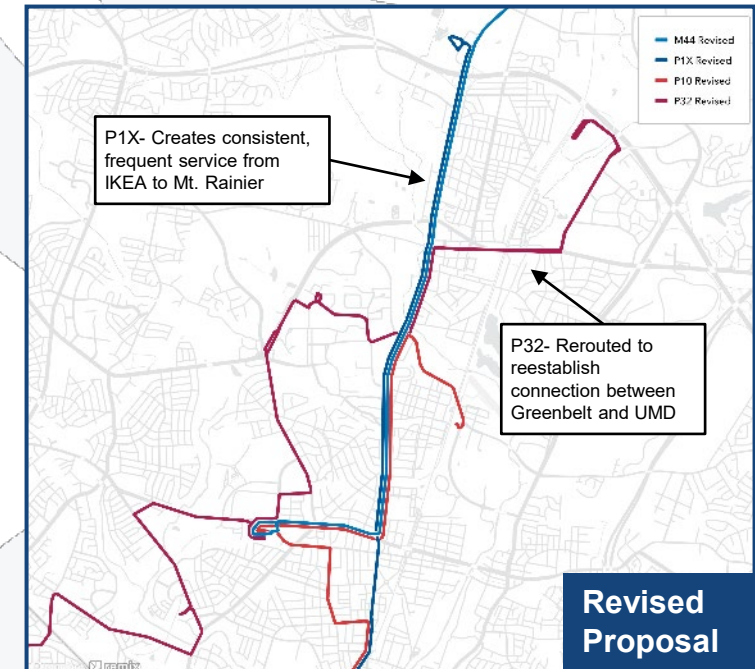 M44 Revised
P1X Revised
P10 Revised
P32 Revised
P1X- Creates consistent,
frequent service from
IKEA to Mt. Rainier
P32- Rerouted to
reestablish
connection between
Greenbelt and UMD
Revised
Proposal
remix